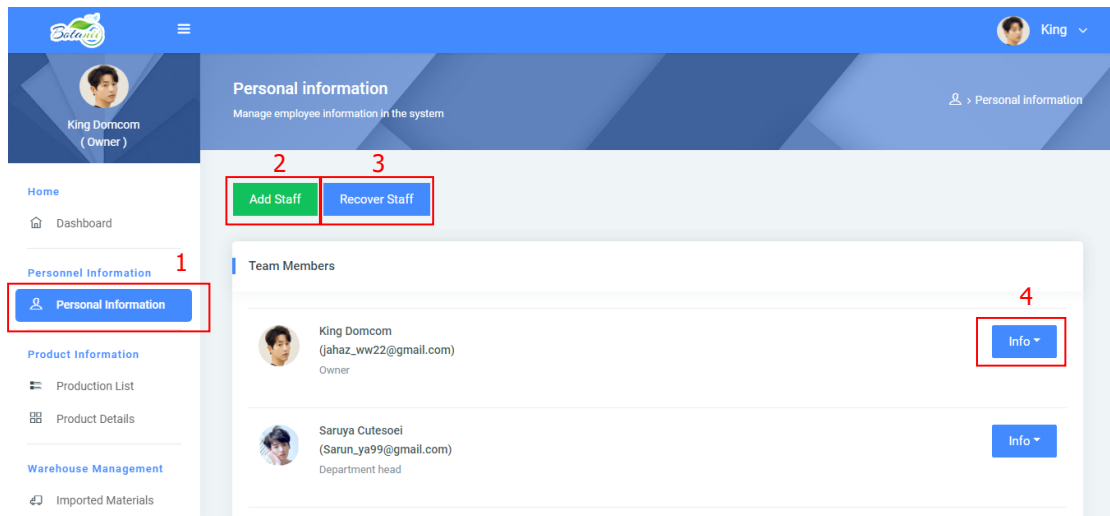 Botanii
King
King Domcom
( Owner )
Personal information
Manage employee information in the system
> Personal information
2
3
Add Staff
Recover Staff
Home
Dashboard
Personnel Information
1
Personal Information
Product Information
Production List
Product Details
Warehouse Management
Imported Materials
Team Members
4
King Domcom
(jahaz_ww22@gmail.com)
Owner
Info
Saruya Cutesoei
(Sarun_ya99@gmail.com)
Department head
Info